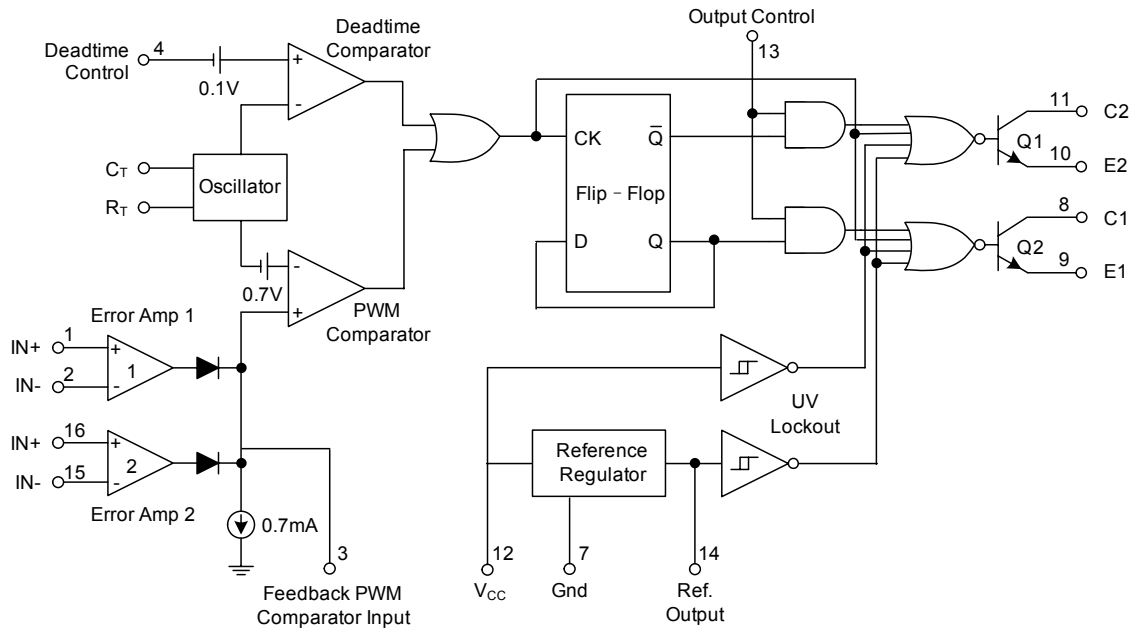 Output Control
13
Deadtime
Comparator
Deadtime
Control
4
0.1V
+
-
CT
RT
Oscillator
CK
Q̅
Flip - Flop
D
Q
11
C2
Q1
10
E2
8
C1
Q2
9
E1
0.7V
-
+
PWM
Comparator
Error Amp 1
IN+
1
+
1
IN-
2
-
IN+
16
+
2
IN-
15
-
Error Amp 2
0.7mA
3
Feedback PWM
Comparator Input
UV
Lockout
Reference
Regulator
12
VCC
7
Gnd
14
Ref.
Output